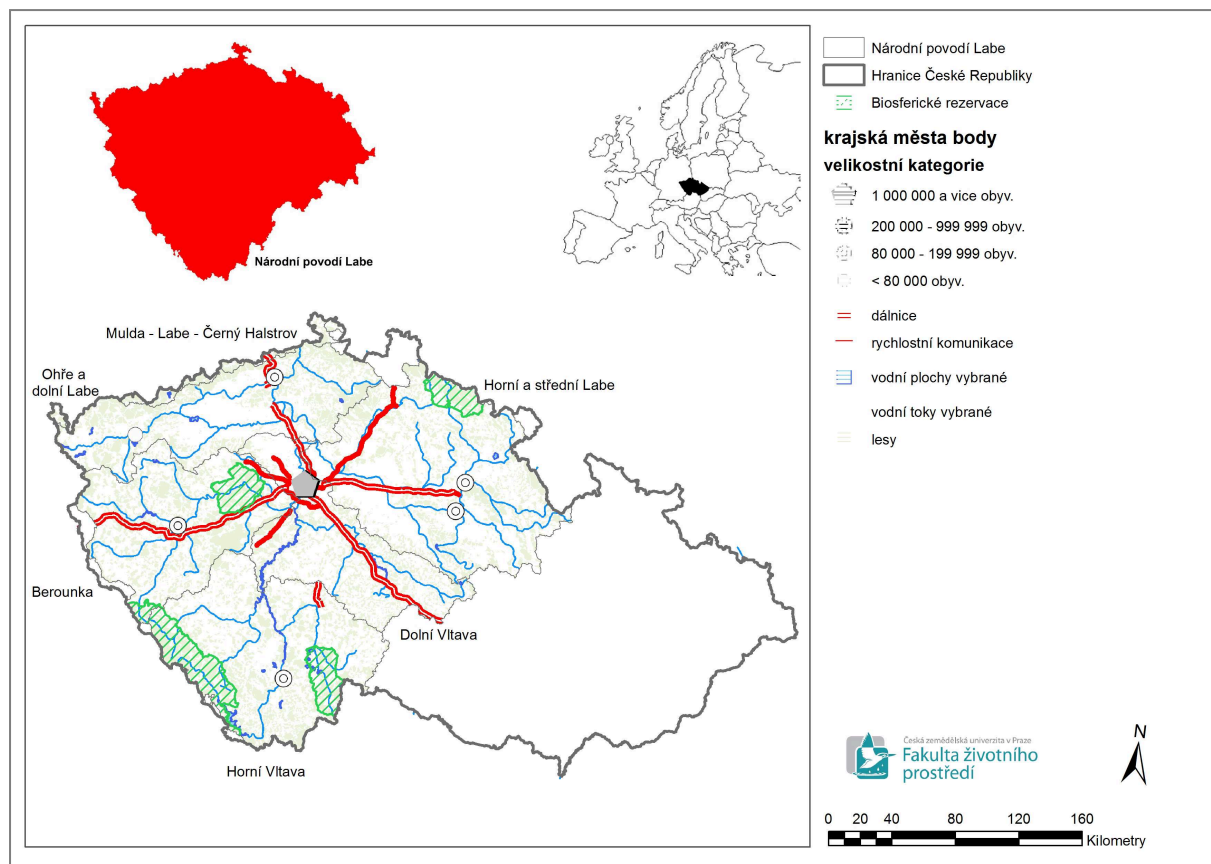 Národní povodí Labe
Mulda - Labe - Černý Halstrov
Ohře a
dolní Labe
Horní a střední Labe
Berounka
Dolní Vltava
Horní Vltava
Národní povodí Labe
Hranice České Republiky
Biosferické rezervace
krajská města body
velikostní kategorie
1 000 000 a vice obyv.
200 000 - 999 999 obyv.
80 000 - 199 999 obyv.
< 80 000 obyv.
dálnice
rychlostní komunikace
vodní plochy vybrané
vodní toky vybrané
lesy
Česká zemědělská univerzita v Praze
Fakulta životního
prostředí
N
0 20 40 80 120 160
Kilometry